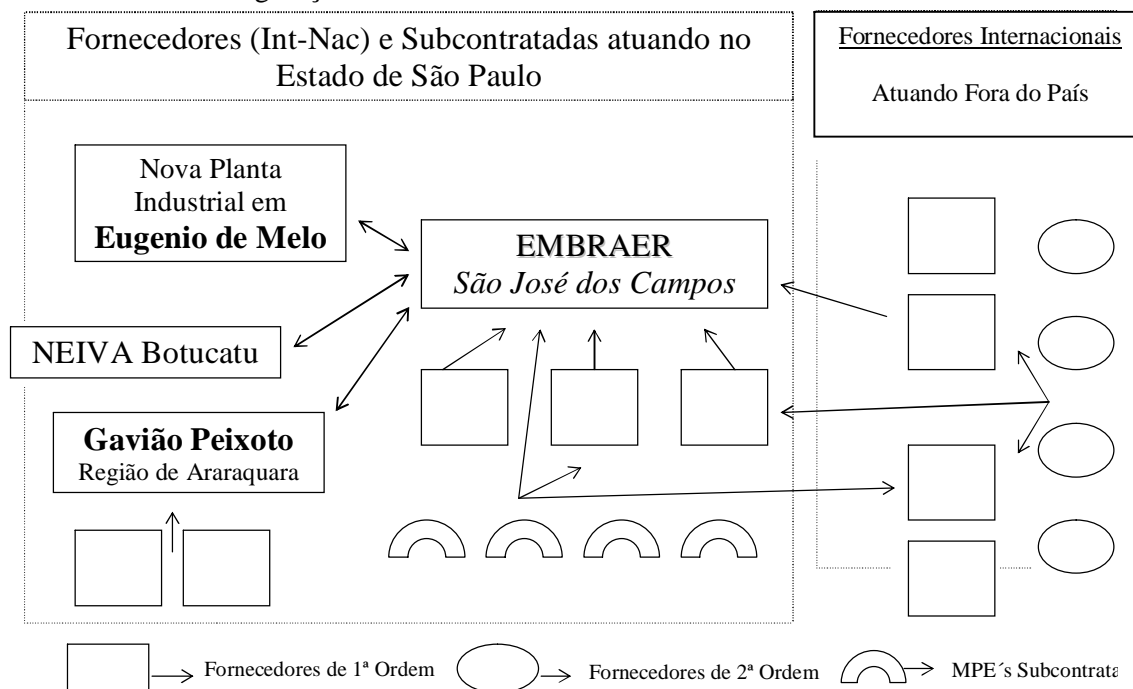 Fornecedores (Int-Nac) e Subcontratadas atuando no
Estado de São Paulo
Fornecedores Internacionais
Atuando Fora do País
Nova Planta
Industrial em
Eugenio de Melo
EMBRAER
São José dos Campos
NEIVA Botucatu
Gavião Peixoto
Região de Araraquara
Fornecedores de 1ª Ordem
Fornecedores de 2ª Ordem
MPE´s Subcontrata